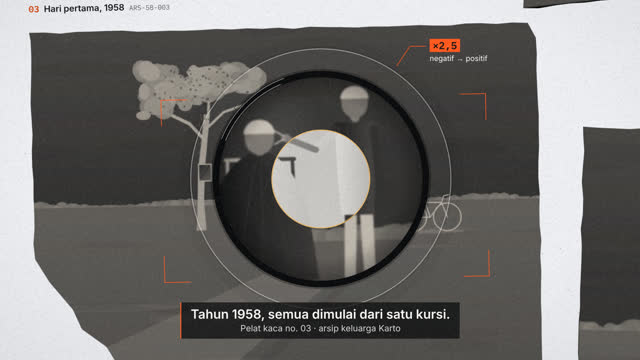 03 Hari pertama, 1958 ARS-58-003
×2,5
negatif → positif
Tahun 1958, semua dimulai dari satu kursi.
Pelat kaca no. 03 · arsip keluarga Karto